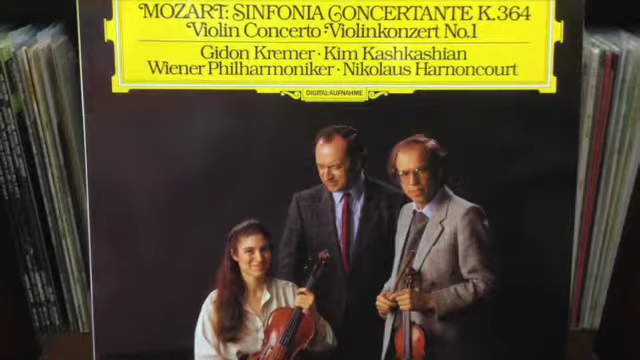 MOZART: SINFONIA CONCERTANTE K.364
Violin Concerto · Violinkonzert No.1
Gidon Kremer · Kim Kashkashian
Wiener Philharmoniker · Nikolaus Harnoncourt
DIGITAL-AUFNAHME